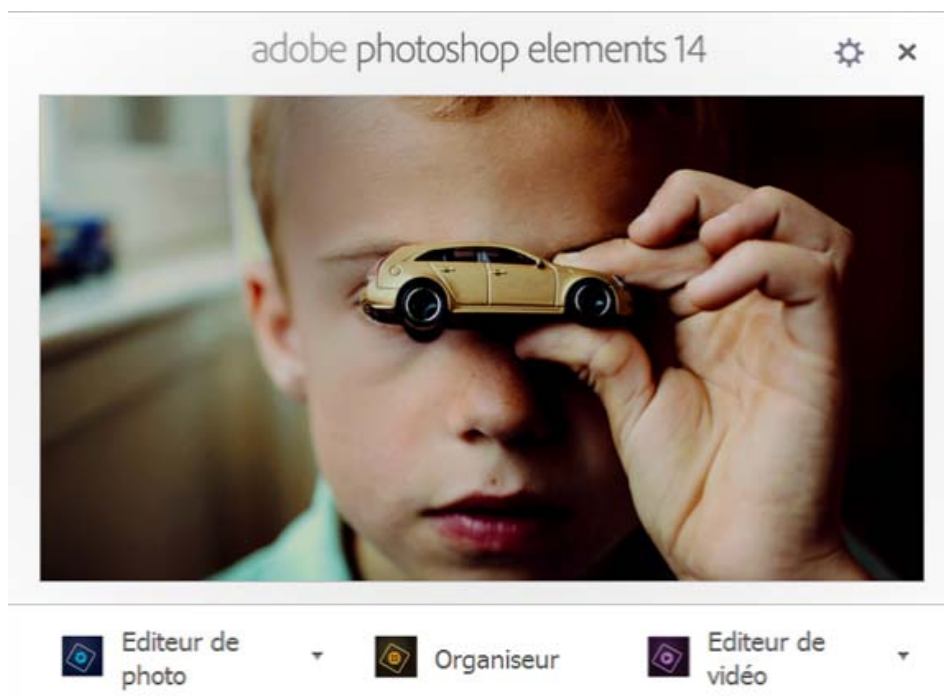 adobe photoshop elements 14
Editeur de
photo
Organiseur
Editeur de
vidéo